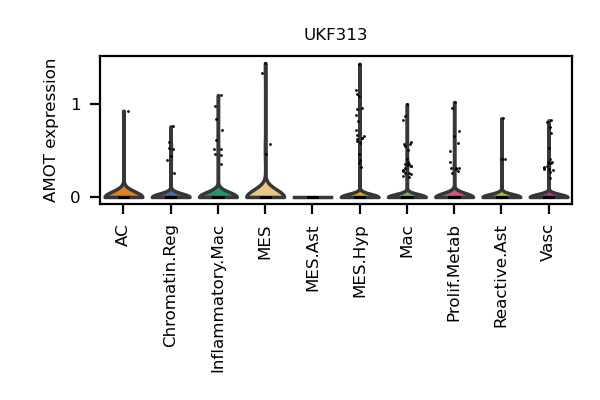 UKF313
AMOT expression
1
0
AC
Chromatin.Reg
Inflammatory.Mac
MES
MES.Ast
MES.Hyp
Mac
Prolif.Metab
Reactive.Ast
Vasc